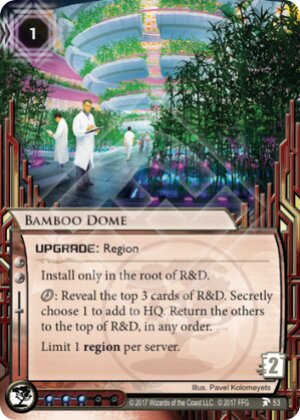 1
BAMBOO DOME
UPGRADE: Region
Install only in the root of R&D.
: Reveal the top 3 cards of R&D. Secretly
choose 1 to add to HQ. Return the others
to the top of R&D, in any order.
Limit 1 region per server.
2
Illus. Pavel Kolomeyets
© 2017 Wizards of the Coast LLC. © 2017 FFG
53